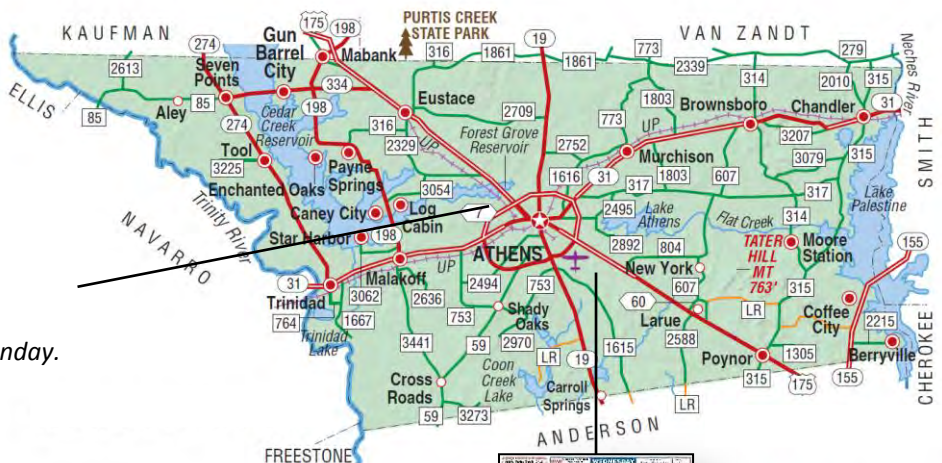 KAUFMAN
175
198
PURTIS CREEK
STATE PARK
19
VAN ZANDT
Gun
Barrel
City
Mabank
274
Seven
Points
316
1861
1861
773
2339
279
314
2010
315
Neches River
2613
334
ELLIS
85
Aley
85
198
Eustace
2709
1803
Brownsboro
Chandler
31
274
Cedar
Creek
Reservoir
316
UP
Forest Grove
Reservoir
773
UP
3207
SMITH
2329
2752
Murchison
3079
315
Tool
3225
Payne
Springs
1616
31
1803
607
317
317
Enchanted Oaks
3054
Lake
Palestine
Trinity River
Caney City
Log
Cabin
7
2495
Lake
Athens
Flat Creek
314
NAVARRO
Star Harbor
198
ATHENS
2892
804
TATER
HILL
MT
763'
Moore
Station
155
Malakoff
UP
New York
31
Trinidad
3062
2636
2494
753
607
315
764
1667
753
Shady
Oaks
60
Larue
LR
Coffee
City
Trinidad
Lake
3441
59
2970
LR
19
1615
2588
2215
nday.
Poynor
1305
Berryville
Cross
Roads
Coon
Creek
Lake
Carroll
Springs
315
175
155
CHEROKEE
59
3273
LR
ANDERSON
FREESTONE
WEDNESDAY